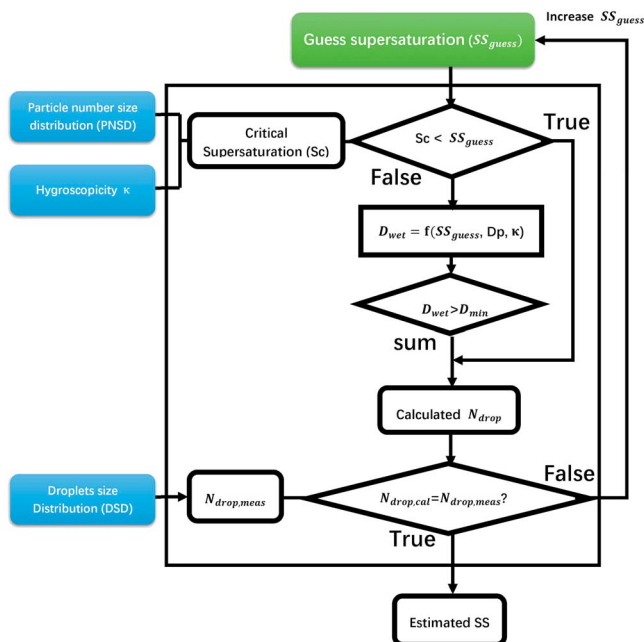 Increase SS_guess
Guess supersaturation (SS_guess)
Particle number size
distribution (PNSD)
Critical
Supersaturation (Sc)
Sc < SS_guess
True
False
Hygroscopicity κ
D_wet = f(SS_guess, Dp, κ)
D_wet>D_min
sum
Calculated N_drop
Droplets size
Distribution (DSD)
N_drop,meas
N_drop,cal=N_drop,meas?
False
True
Estimated SS